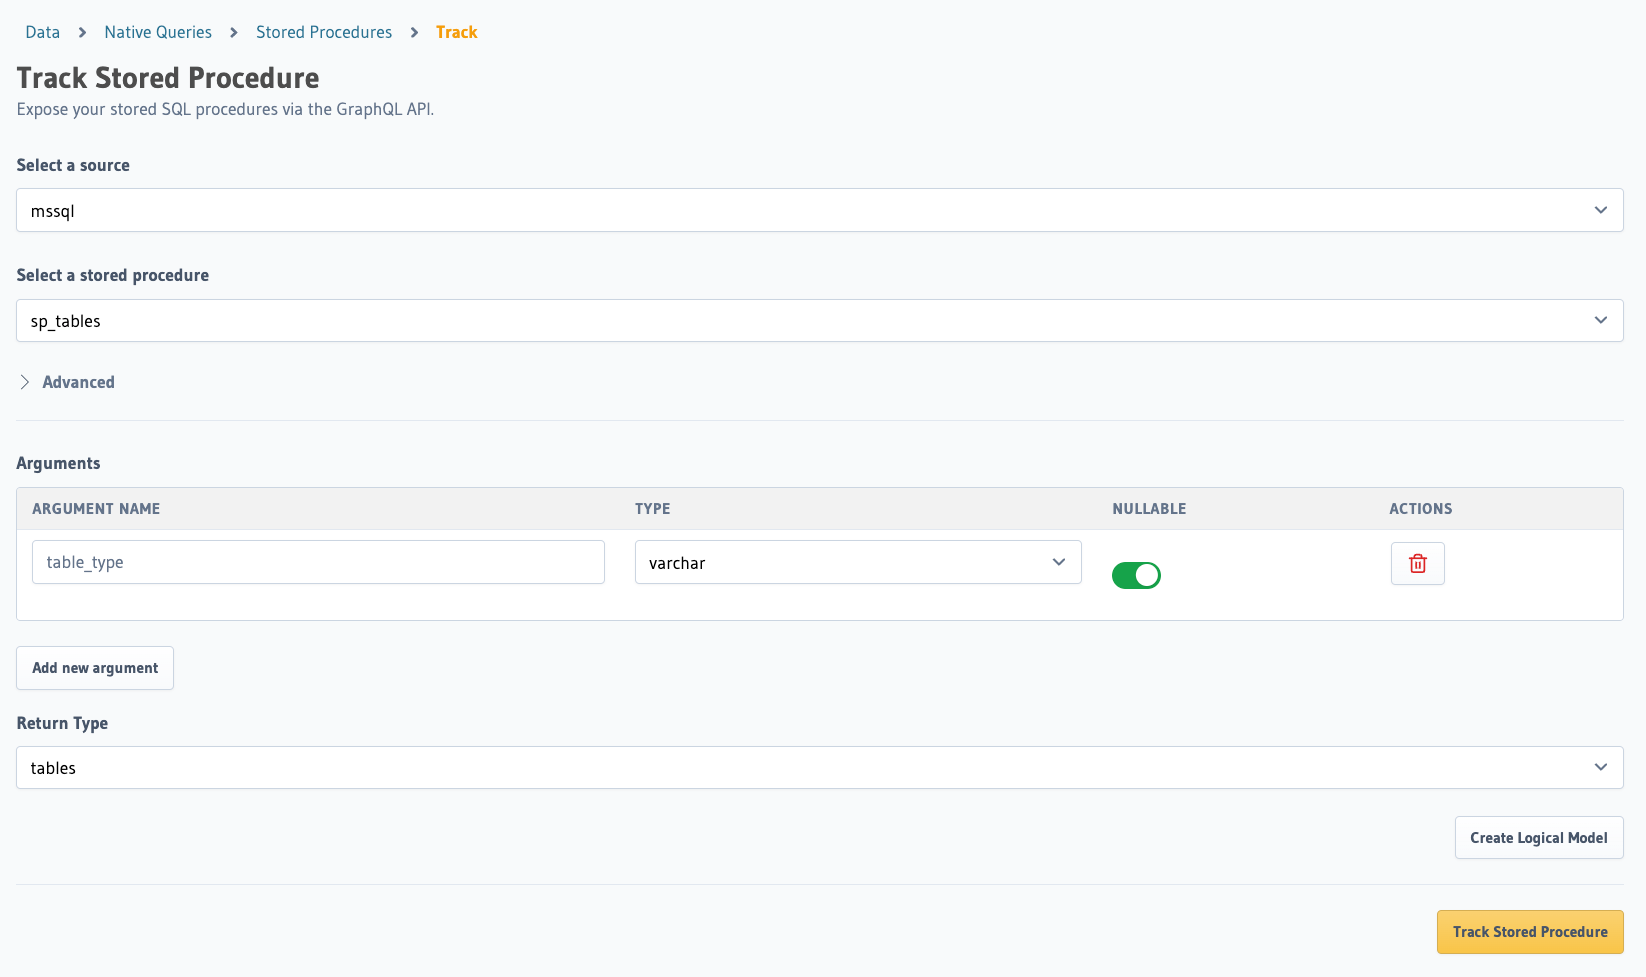 Data > Native Queries > Stored Procedures > Track
Track Stored Procedure
Expose your stored SQL procedures via the GraphQL API.
Select a source
mssql
Select a stored procedure
sp_tables
Advanced
Arguments
ARGUMENT NAME TYPE NULLABLE ACTIONS
table_type varchar
Add new argument
Return Type
tables
Create Logical Model
Track Stored Procedure